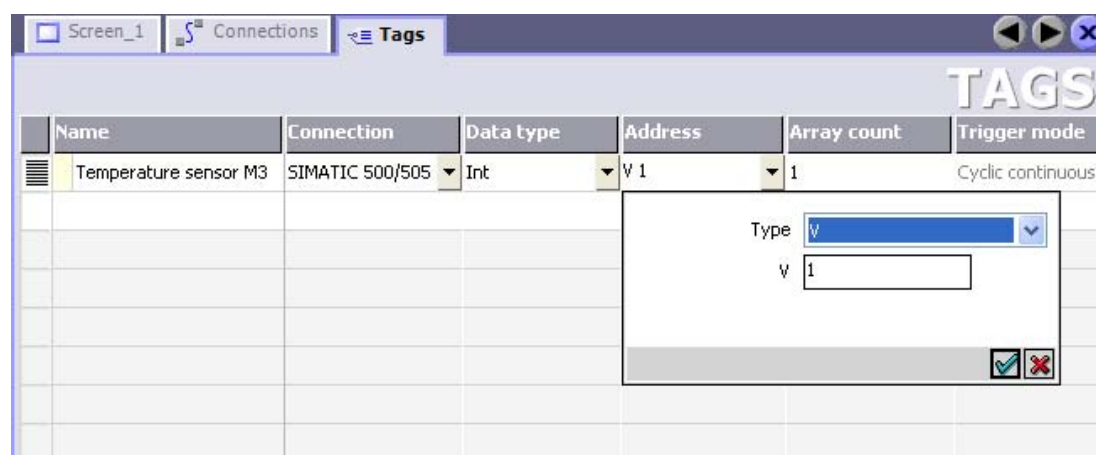 Screen_1 Connections Tags
TAGS
Name Connection Data type Address Array count Trigger mode
Temperature sensor M3 SIMATIC 500/505 Int V 1 1 Cyclic continuous
Type V
V 1